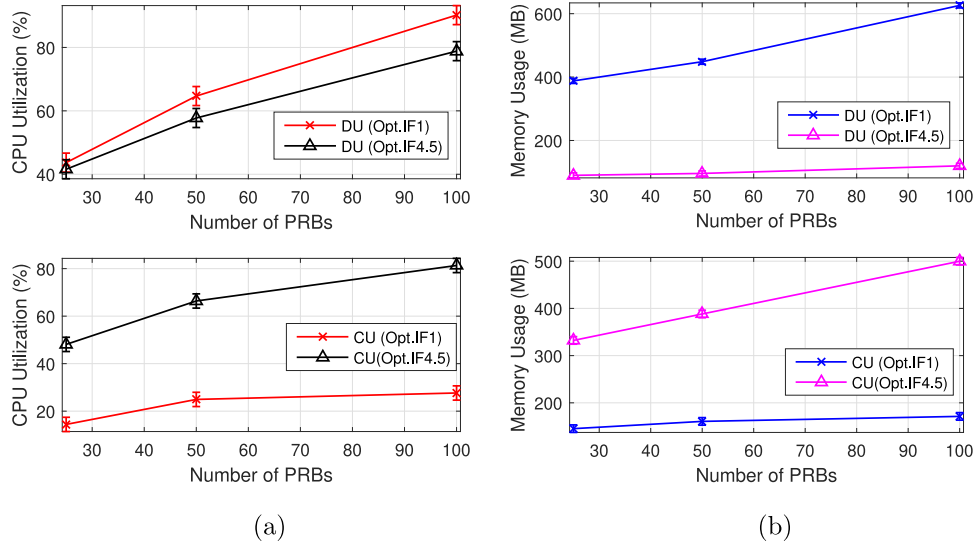 CPU Utilization (%)
80
60
40
DU (Opt.IF1)
DU (Opt.IF4.5)
30 40 50 60 70 80 90 100
Number of PRBs
Memory Usage (MB)
600
400
200
DU (Opt.IF1)
DU (Opt.IF4.5)
30 40 50 60 70 80 90 100
Number of PRBs
CPU Utilization (%)
80
60
40
20
CU (Opt.IF1)
CU(Opt.IF4.5)
30 40 50 60 70 80 90 100
Number of PRBs
Memory Usage (MB)
500
400
300
200
CU (Opt.IF1)
CU(Opt.IF4.5)
30 40 50 60 70 80 90 100
Number of PRBs
(a)
(b)